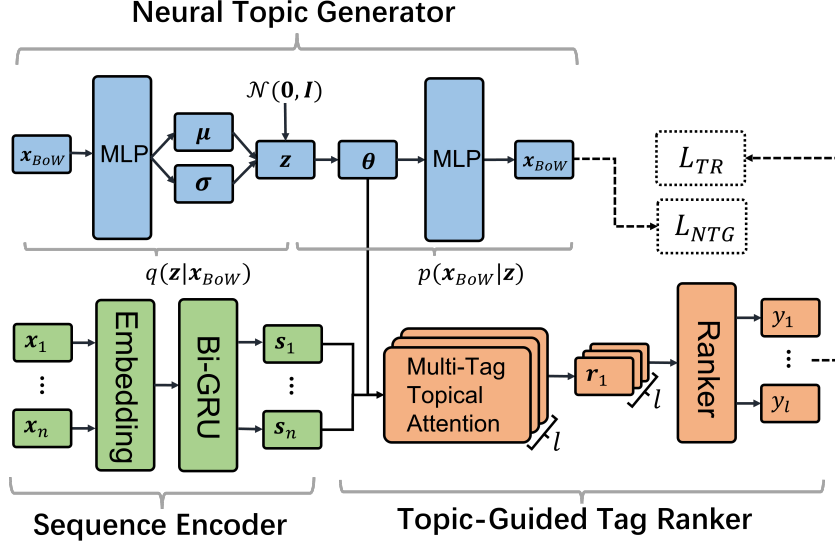 Neural Topic Generator
𝒩(0, I)
x_BoW
MLP
μ
σ
z
θ
MLP
x_BoW
L_TR
L_NTG
q(z|x_BoW)
p(x_BoW|z)
x_1
⋮
x_n
Embedding
Bi-GRU
s_1
⋮
s_n
Multi-Tag
Topical
Attention
l
r_1
l
Ranker
y_1
⋮
y_l
Sequence Encoder
Topic-Guided Tag Ranker